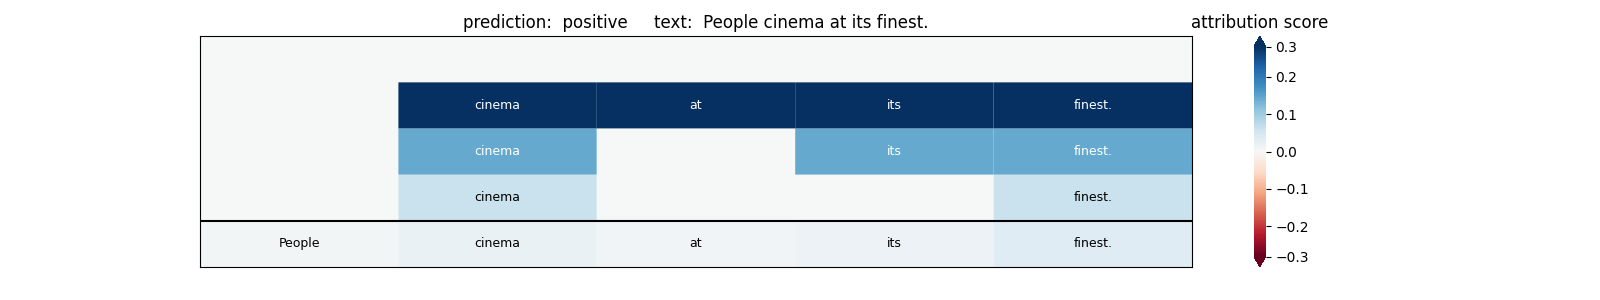 prediction:  positive     text:  People cinema at its finest.
attribution score
cinema at its finest.
cinema its finest.
cinema finest.
People cinema at its finest.
0.3
0.2
0.1
0.0
−0.1
−0.2
−0.3